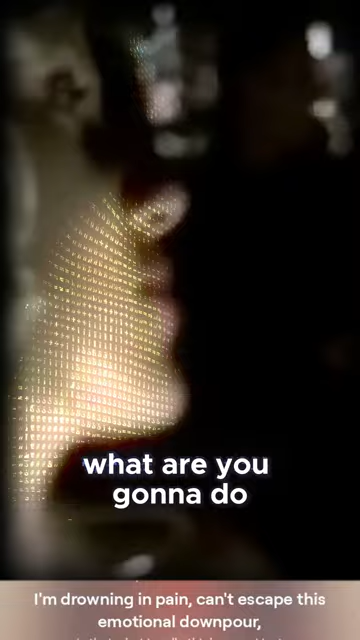 what are you
gonna do
I'm drowning in pain, can't escape this
emotional downpour,